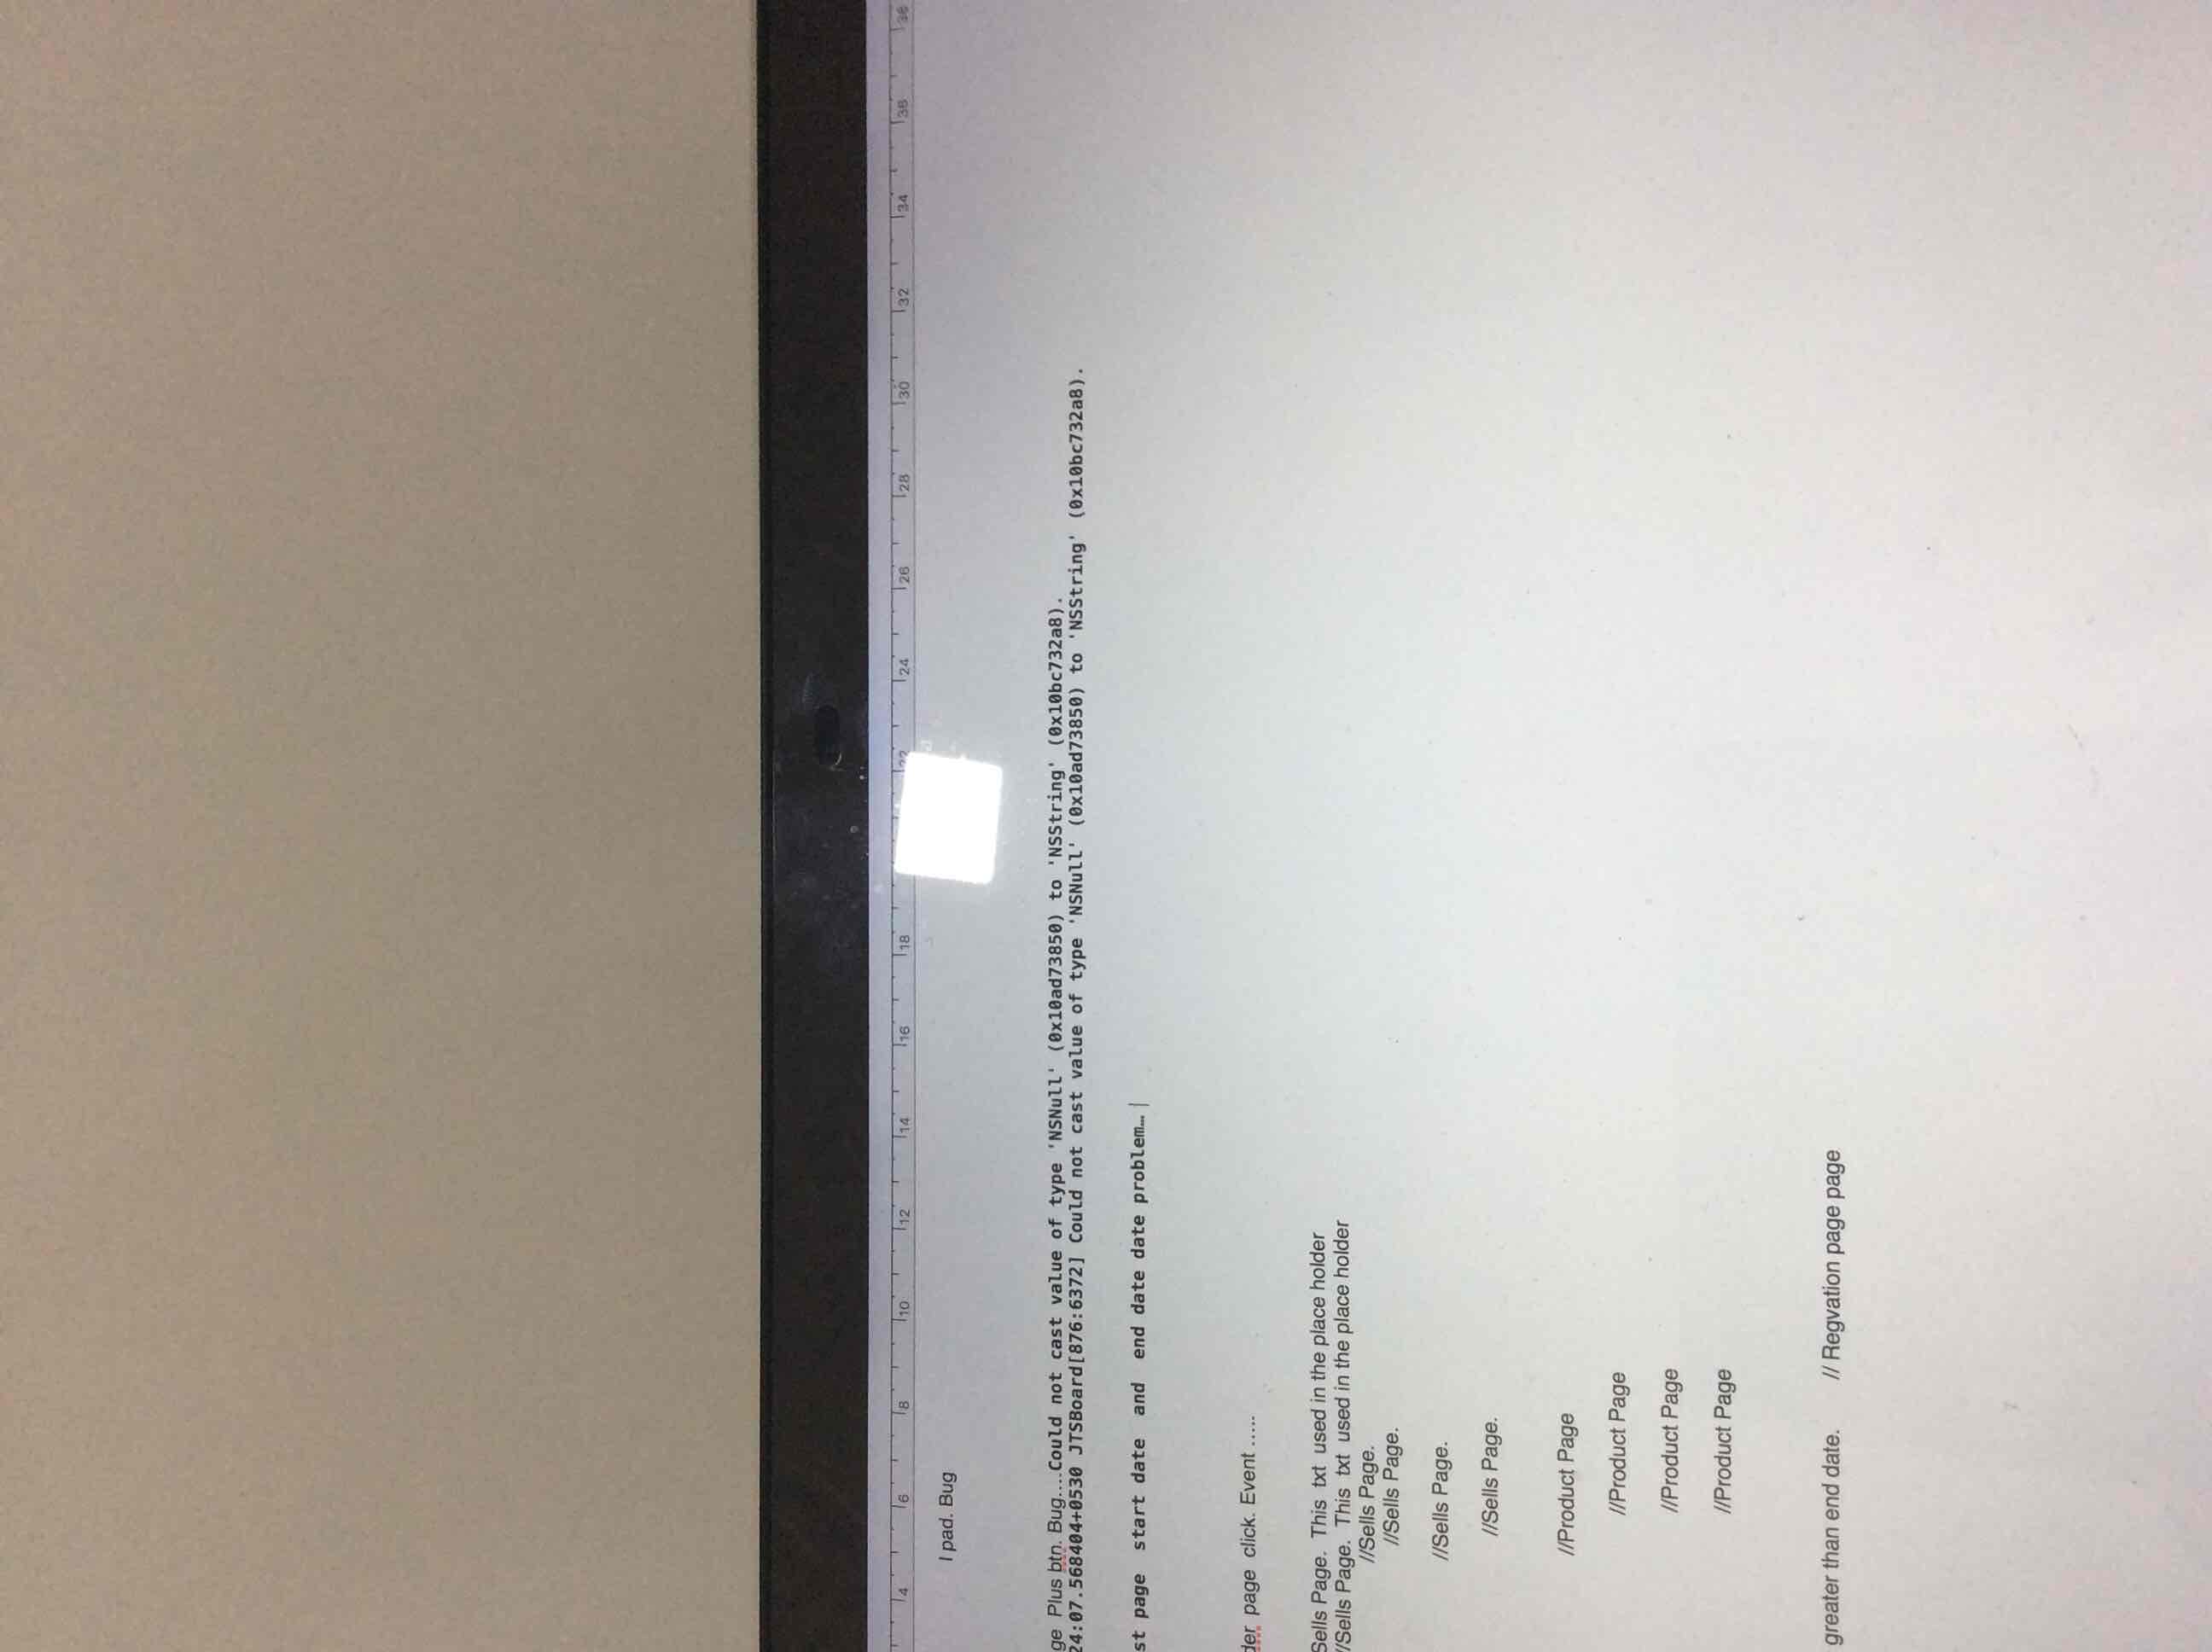 4 6 8 10 12 14 16 18 22 24 26 28 30 32 34 36
I pad. Bug
ge Plus btn. Bug....Could not cast value of type 'NSNull' (0x10ad73850) to 'NSString' (0x10bc732a8).
24:07.568404+0530 JTSBoard[876:6372] Could not cast value of type 'NSNull' (0x10ad73850) to 'NSString' (0x10bc732a8).
st page start date and end date date problem…
der page click. Event .....
Sells Page. This txt used in the place holder
//Sells Page. This txt used in the place holder
//Sells Page.
//Sells Page.
//Sells Page.
//Sells Page.
//Product Page
//Product Page
//Product Page
//Product Page
greater than end date. // Regvation page page